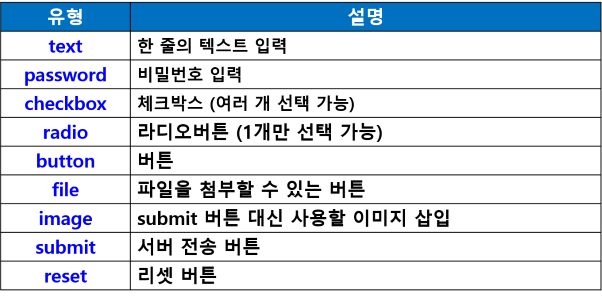 유형 설명
text 한 줄의 텍스트 입력
password 비밀번호 입력
checkbox 체크박스 (여러 개 선택 가능)
radio 라디오버튼 (1개만 선택 가능)
button 버튼
file 파일을 첨부할 수 있는 버튼
image submit 버튼 대신 사용할 이미지 삽입
submit 서버 전송 버튼
reset 리셋 버튼